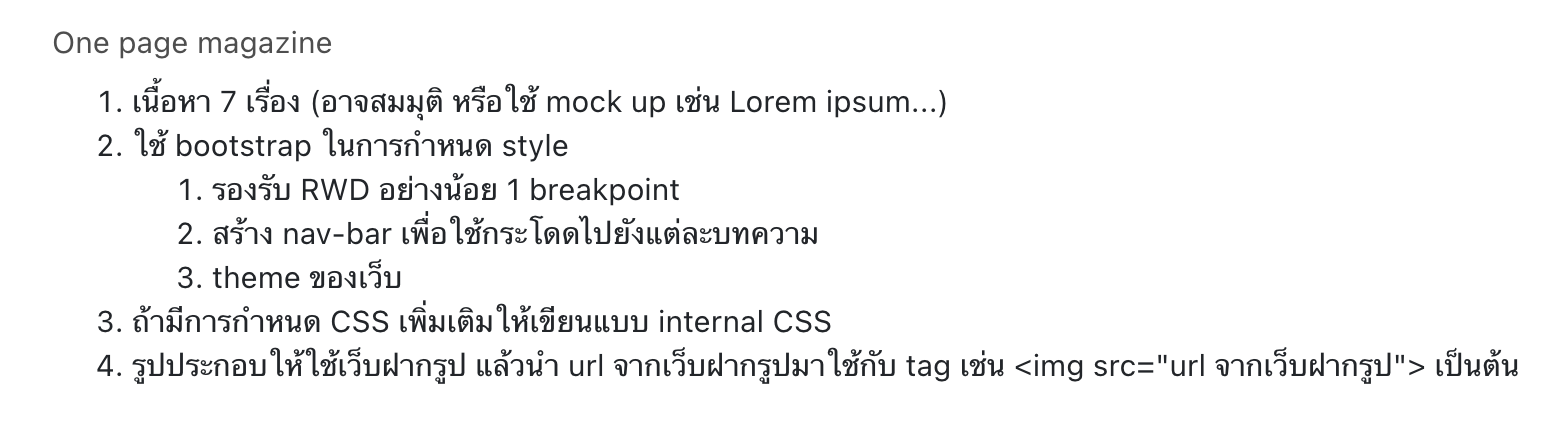 One page magazine
1. เนื้อหา 7 เรื่อง (อาจสมมุติ หรือใช้ mock up เช่น Lorem ipsum...)
2. ใช้ bootstrap ในการกำหนด style
1. รองรับ RWD อย่างน้อย 1 breakpoint
2. สร้าง nav-bar เพื่อใช้กระโดดไปยังแต่ละบทความ
3. theme ของเว็บ
3. ถ้ามีการกำหนด CSS เพิ่มเติมให้เขียนแบบ internal CSS
4. รูปประกอบให้ใช้เว็บฝากรูป แล้วนำ url จากเว็บฝากรูปมาใช้กับ tag เช่น <img src="url จากเว็บฝากรูป"> เป็นต้น